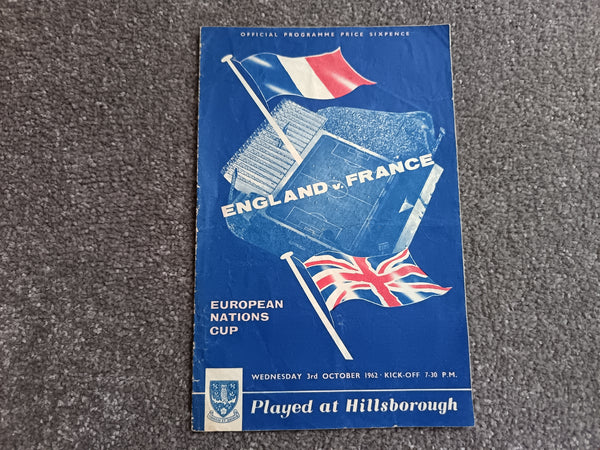 OFFICIAL PROGRAMME PRICE SIXPENCE
ENGLAND v. FRANCE
EUROPEAN
NATIONS
CUP
WEDNESDAY 3rd OCTOBER 1962 · KICK-OFF 7-30 P.M.
Played at Hillsborough